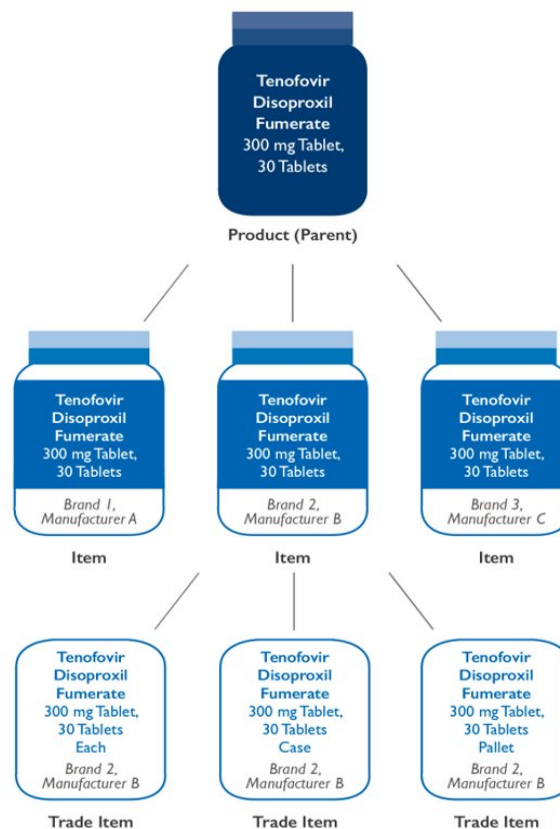 Tenofovir
Disoproxil
Fumerate
300 mg Tablet,
30 Tablets
Product (Parent)
Tenofovir
Disoproxil
Fumerate
300 mg Tablet,
30 Tablets
Brand 1,
Manufacturer A
Item
Tenofovir
Disoproxil
Fumerate
300 mg Tablet,
30 Tablets
Brand 2,
Manufacturer B
Item
Tenofovir
Disoproxil
Fumerate
300 mg Tablet,
30 Tablets
Brand 3,
Manufacturer C
Item
Tenofovir
Disoproxil
Fumerate
300 mg Tablet,
30 Tablets
Each
Brand 2,
Manufacturer B
Trade Item
Tenofovir
Disoproxil
Fumerate
300 mg Tablet,
30 Tablets
Case
Brand 2,
Manufacturer B
Trade Item
Tenofovir
Disoproxil
Fumerate
300 mg Tablet,
30 Tablets
Pallet
Brand 2,
Manufacturer B
Trade Item